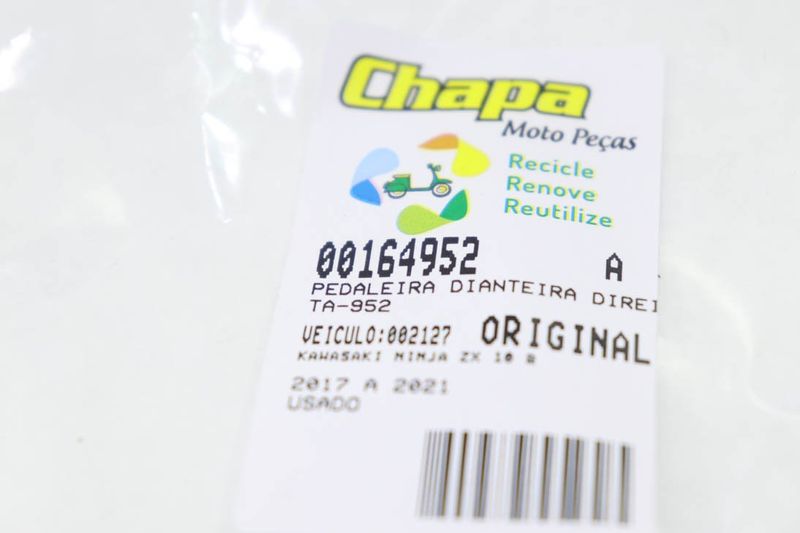 Chapa
Moto Peças
Recicle
Renove
Reutilize
00164952 A
PEDALEIRA DIANTEIRA DIREI
TA-952
VEICULO:002127 ORIGINAL
KAWASAKI NINJA ZX 10 R
2017 A 2021
USADO